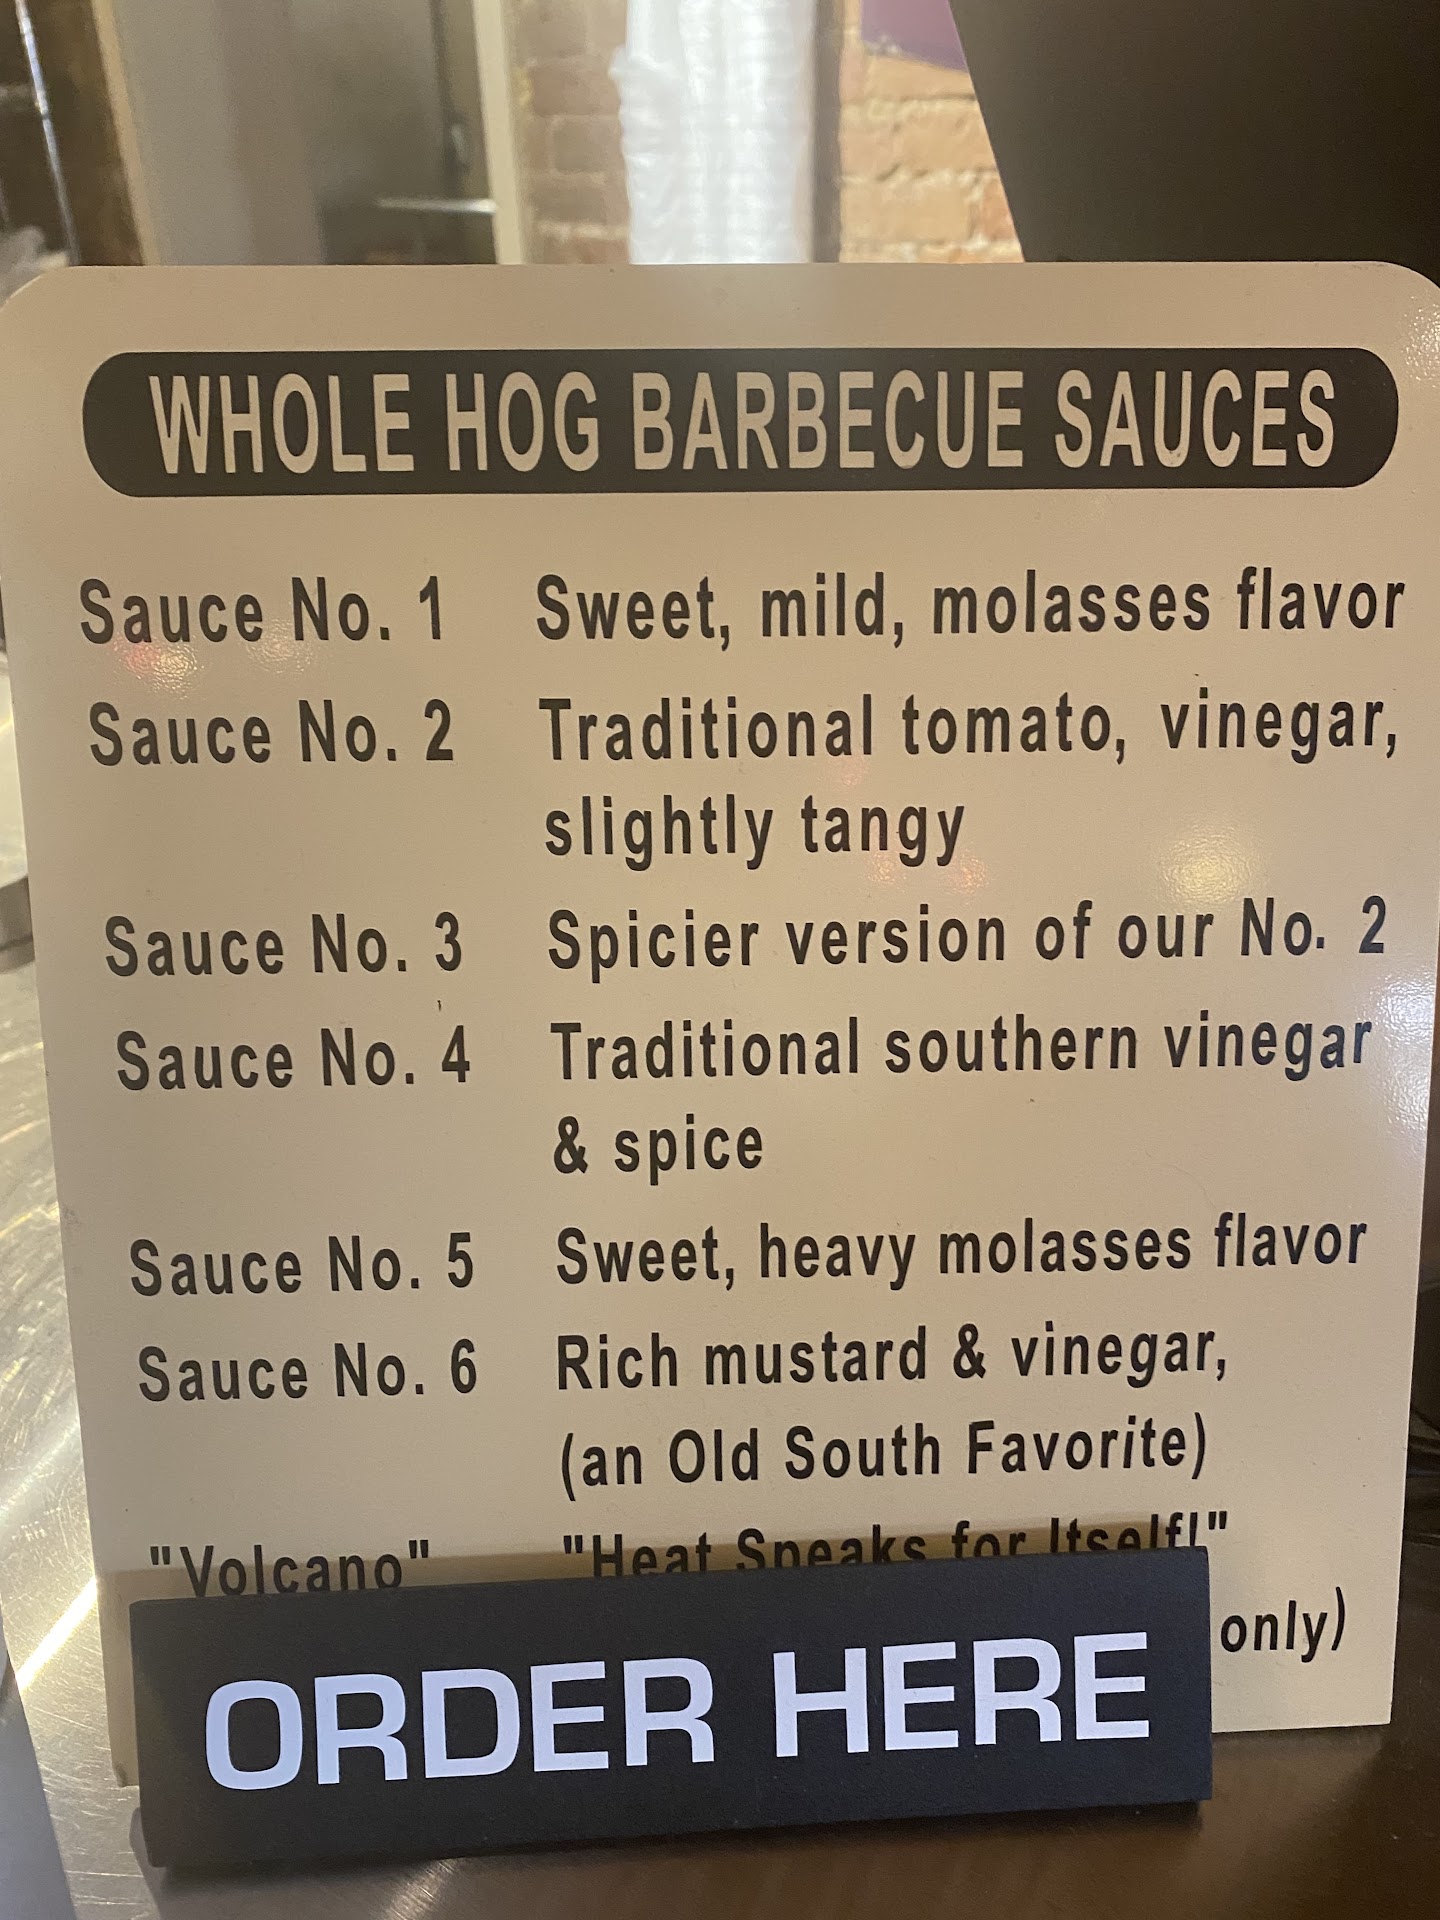 WHOLE HOG BARBECUE SAUCES
Sauce No. 1 Sweet, mild, molasses flavor
Sauce No. 2 Traditional tomato, vinegar,
slightly tangy
Sauce No. 3 Spicier version of our No. 2
Sauce No. 4 Traditional southern vinegar
& spice
Sauce No. 5 Sweet, heavy molasses flavor
Sauce No. 6 Rich mustard & vinegar,
(an Old South Favorite)
"Volcano" "Heat Speaks for Itself!"
only)
ORDER HERE